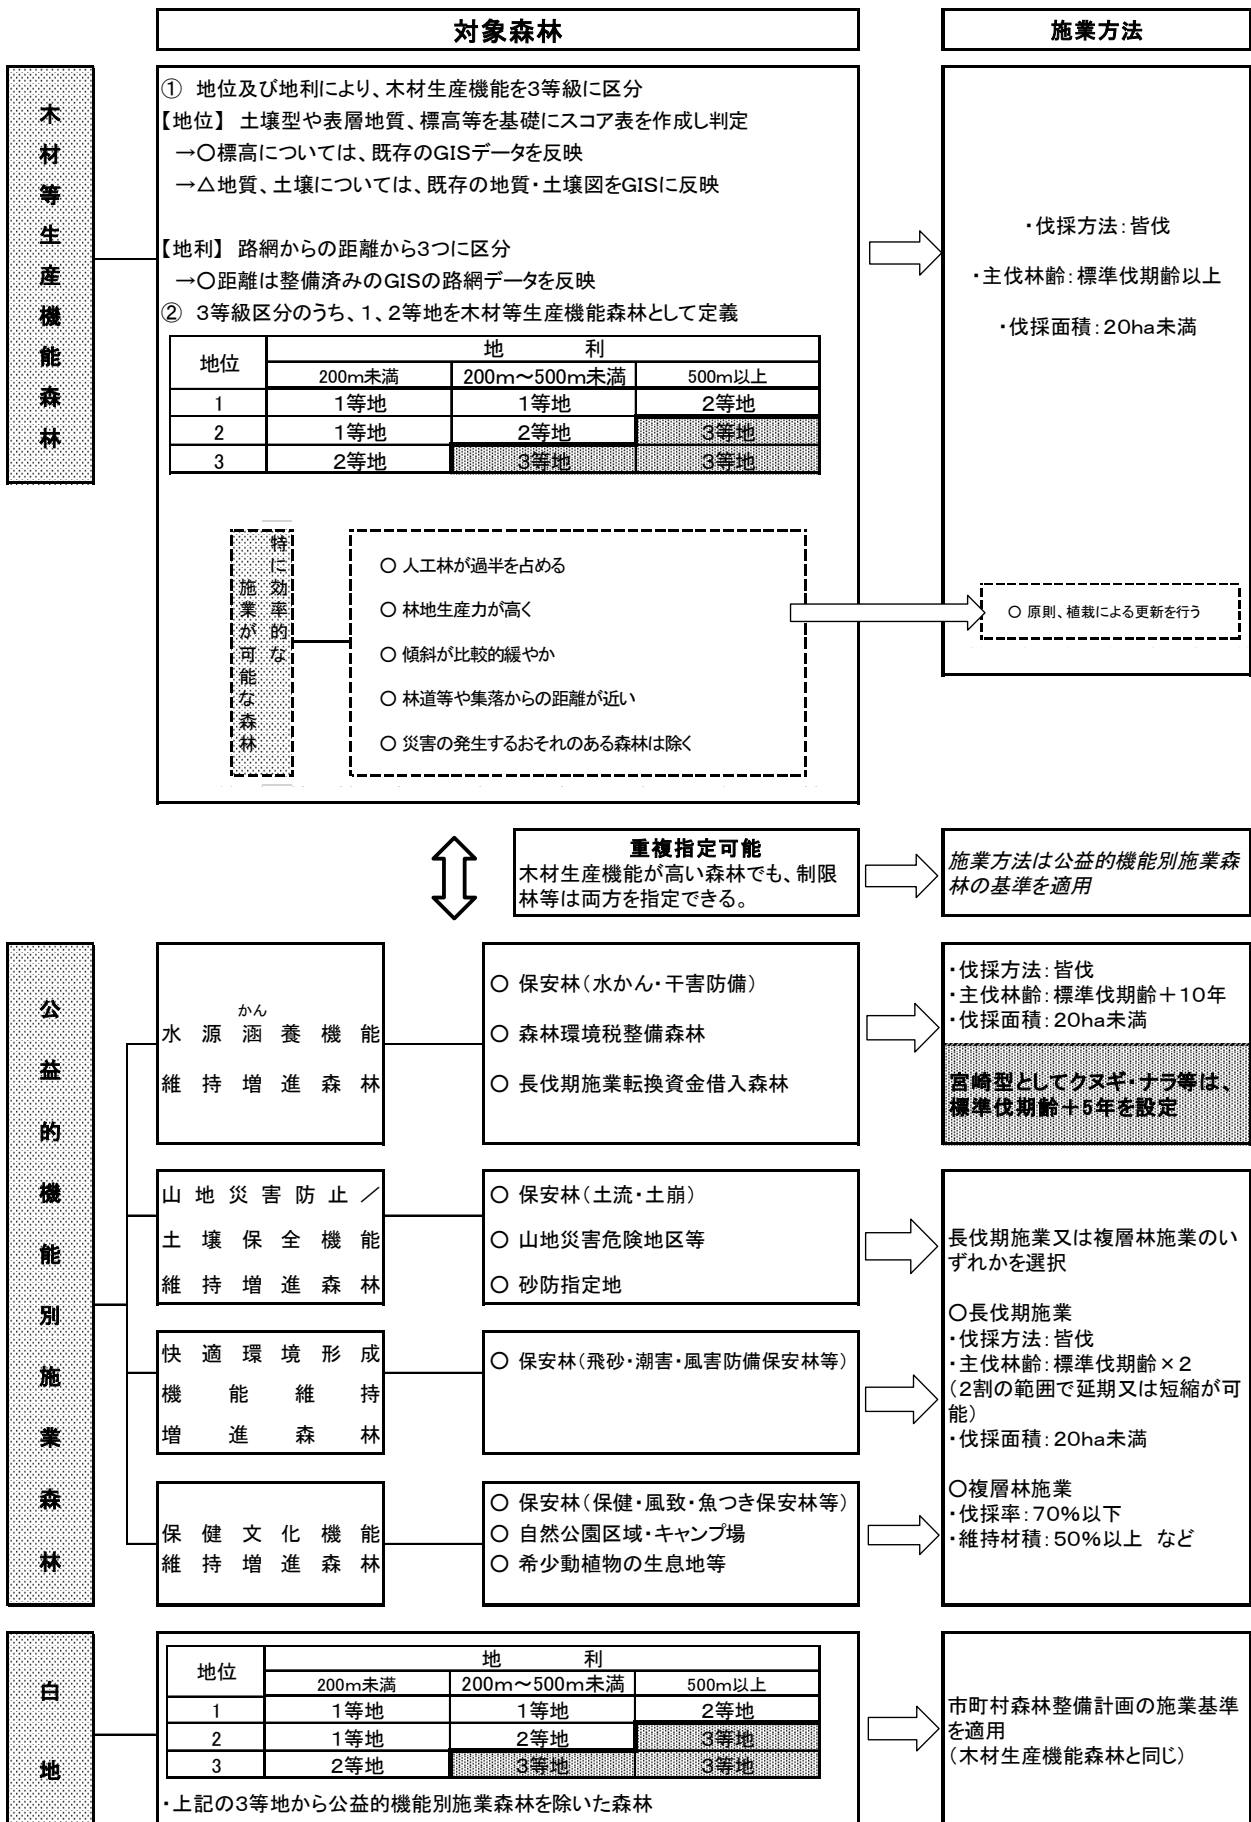 対象森林
施業方法
木材等生産機能森林
① 地位及び地利により、木材生産機能を3等級に区分
【地位】 土壌型や表層地質、標高等を基礎にスコア表を作成し判定
→○標高については、既存のGISデータを反映
→△地質、土壌については、既存の地質・土壌図をGISに反映
【地利】 路網からの距離から3つに区分
→○距離は整備済みのGISの路網データを反映
② 3等級区分のうち、1、2等地を木材等生産機能森林として定義
地位 地 利
200m未満 200m～500m未満 500m以上
1 1等地 1等地 2等地
2 1等地 2等地 3等地
3 2等地 3等地 3等地
・伐採方法：皆伐
・主伐林齢：標準伐期齢以上
・伐採面積：20ha未満
特に効率的な
施業が可能な森林
○ 人工林が過半を占める
○ 林地生産力が高く
○ 傾斜が比較的緩やか
○ 林道等や集落からの距離が近い
○ 災害の発生するおそれのある森林は除く
○ 原則、植栽による更新を行う
重複指定可能
木材生産機能が高い森林でも、制限
林等は両方を指定できる。
施業方法は公益的機能別施業森
林の基準を適用
公益的機能別施業森林
かん
水源涵養機能
維持増進森林
○ 保安林（水かん・干害防備）
○ 森林環境税整備森林
○ 長伐期施業転換資金借入森林
・伐採方法：皆伐
・主伐林齢：標準伐期齢＋10年
・伐採面積：20ha未満
宮崎型としてクヌギ・ナラ等は、
標準伐期齢＋5年を設定
山地災害防止／
土壌保全機能
維持増進森林
○ 保安林（土流・土崩）
○ 山地災害危険地区等
○ 砂防指定地
快適環境形成
機能維持
増進森林
○ 保安林（飛砂・潮害・風害防備保安林等）
保健文化機能
維持増進森林
○ 保安林（保健・風致・魚つき保安林等）
○ 自然公園区域・キャンプ場
○ 希少動植物の生息地等
長伐期施業又は複層林施業のい
ずれかを選択
○長伐期施業
・伐採方法：皆伐
・主伐林齢：標準伐期齢×2
（2割の範囲で延期又は短縮が可
能）
・伐採面積：20ha未満
○複層林施業
・伐採率：70％以下
・維持材積：50％以上 など
白地
地位 地 利
200m未満 200m～500m未満 500m以上
1 1等地 1等地 2等地
2 1等地 2等地 3等地
3 2等地 3等地 3等地
・上記の3等地から公益的機能別施業森林を除いた森林
市町村森林整備計画の施業基準
を適用
（木材生産機能森林と同じ）